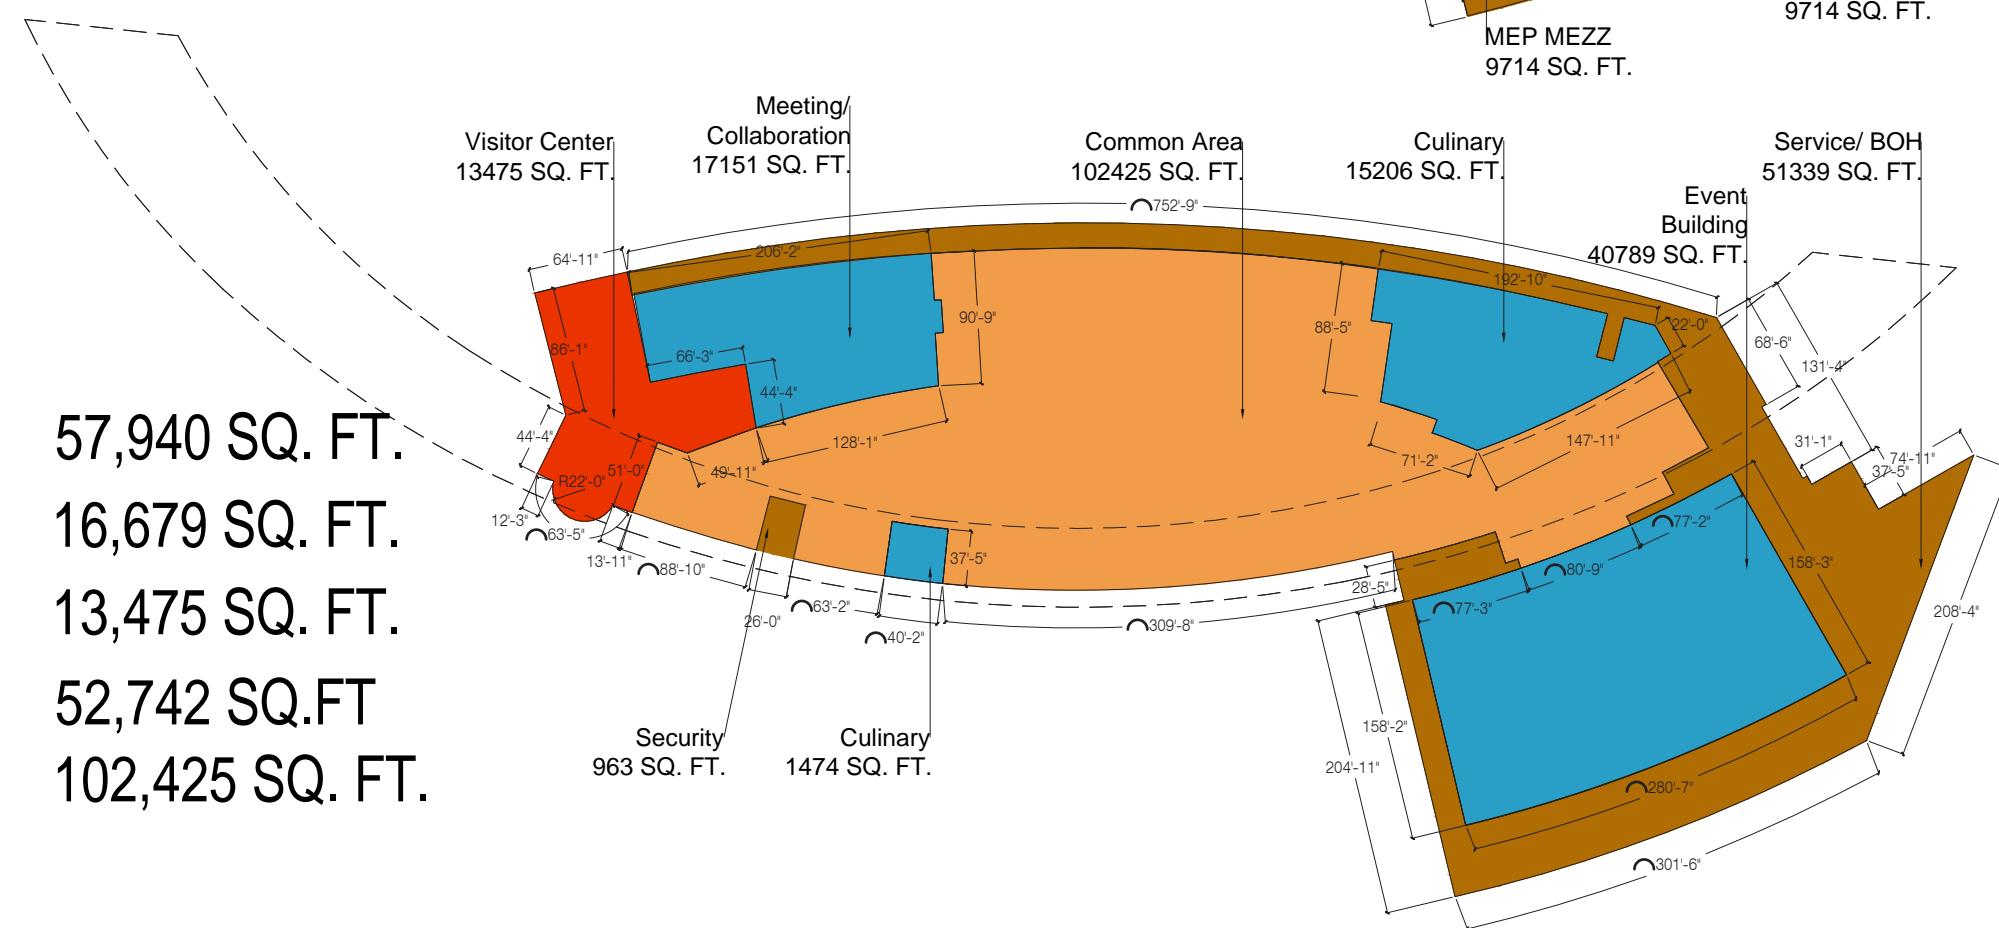 9714 SQ. FT.
MEP MEZZ
9714 SQ. FT.
Meeting/
Collaboration
17151 SQ. FT.
Visitor Center
13475 SQ. FT.
Common Area
102425 SQ. FT.
Culinary
15206 SQ. FT.
Service/ BOH
51339 SQ. FT.
Event
Building
40789 SQ. FT.
752'-9"
64'-11"
206'-2"
192'-10"
90'-9"
88'-5"
22'-0"
68'-6"
131'-4"
86'-1"
66'-3"
44'-4"
128'-1"
49'-11"
71'-2"
147'-11"
31'-1"
74'-11"
37'-5"
44'-4"
51'-0"
R22'-0"
12'-3"
63'-5"
13'-11"
88'-10"
26'-0"
63'-2"
40'-2"
37'-5"
309'-8"
28'-5"
77'-3"
80'-9"
77'-2"
158'-3"
208'-4"
158'-2"
204'-11"
280'-7"
301'-6"
57,940 SQ. FT.
16,679 SQ. FT.
13,475 SQ. FT.
52,742 SQ.FT
102,425 SQ. FT.
Security
963 SQ. FT.
Culinary
1474 SQ. FT.